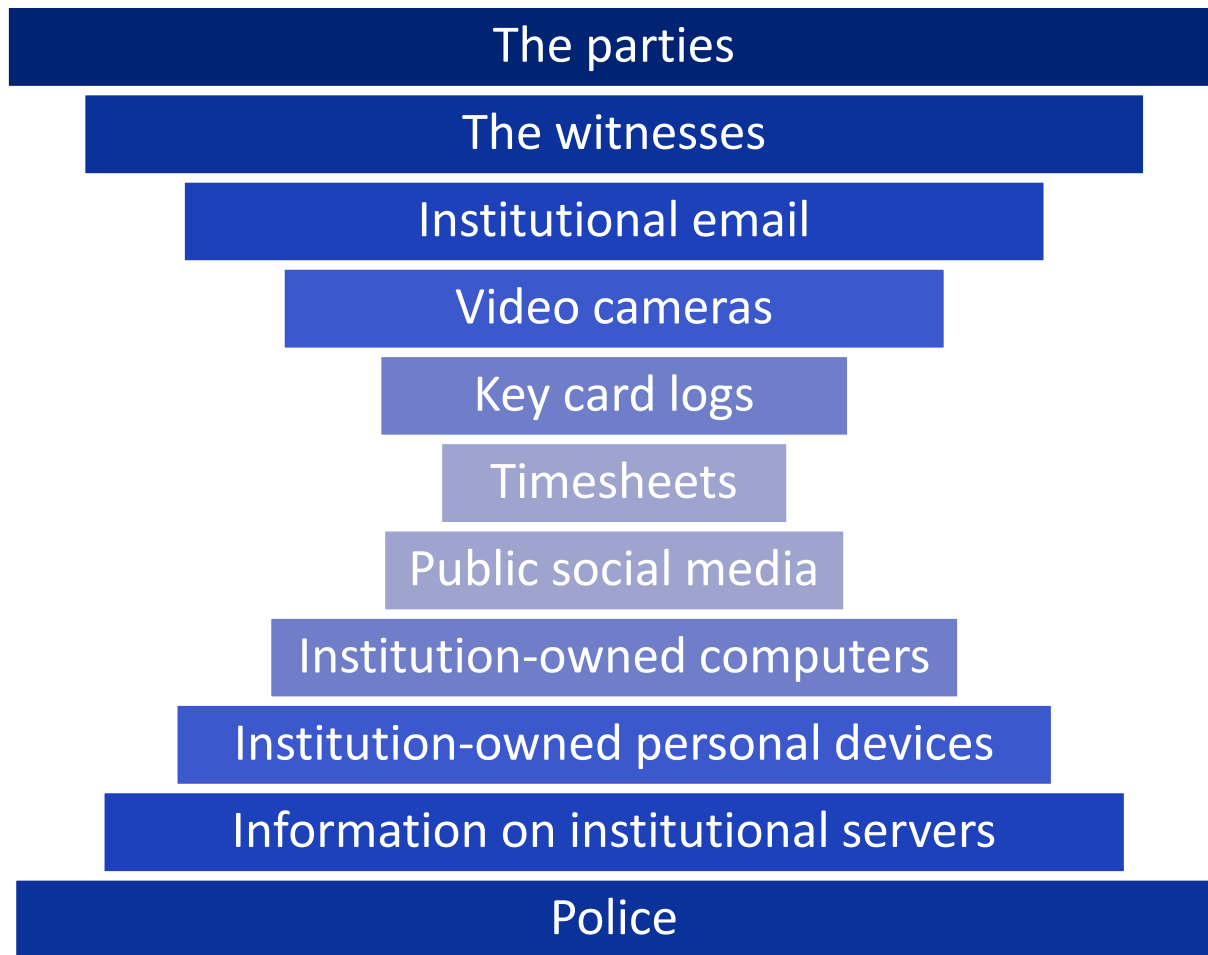 The parties
The witnesses
Institutional email
Video cameras
Key card logs
Timesheets
Public social media
Institution-owned computers
Institution-owned personal devices
Information on institutional servers
Police